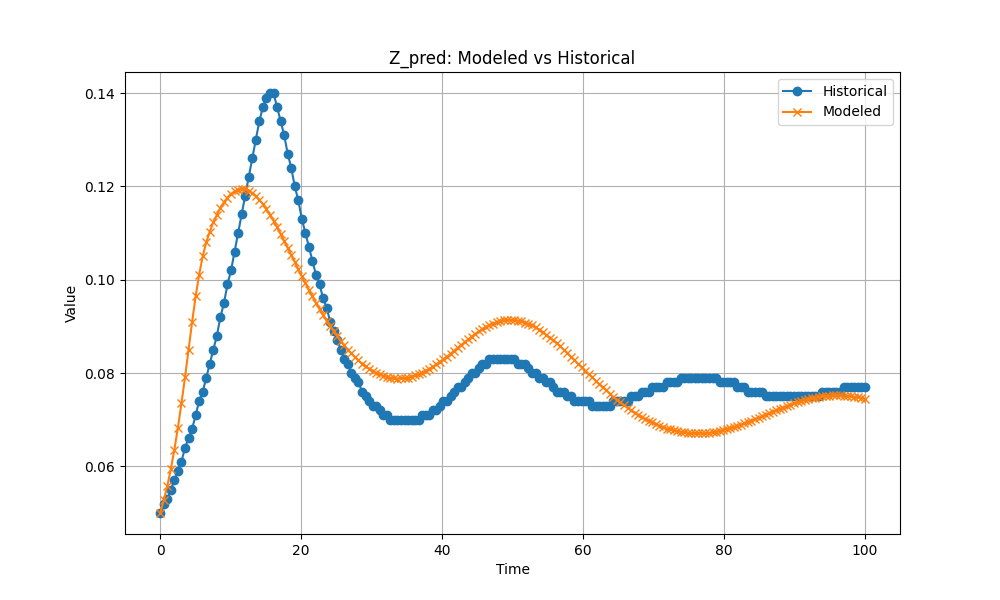 Z_pred: Modeled vs Historical
Historical
Modeled
Value
0.14
0.12
0.10
0.08
0.06
0
20
40
60
80
100
Time